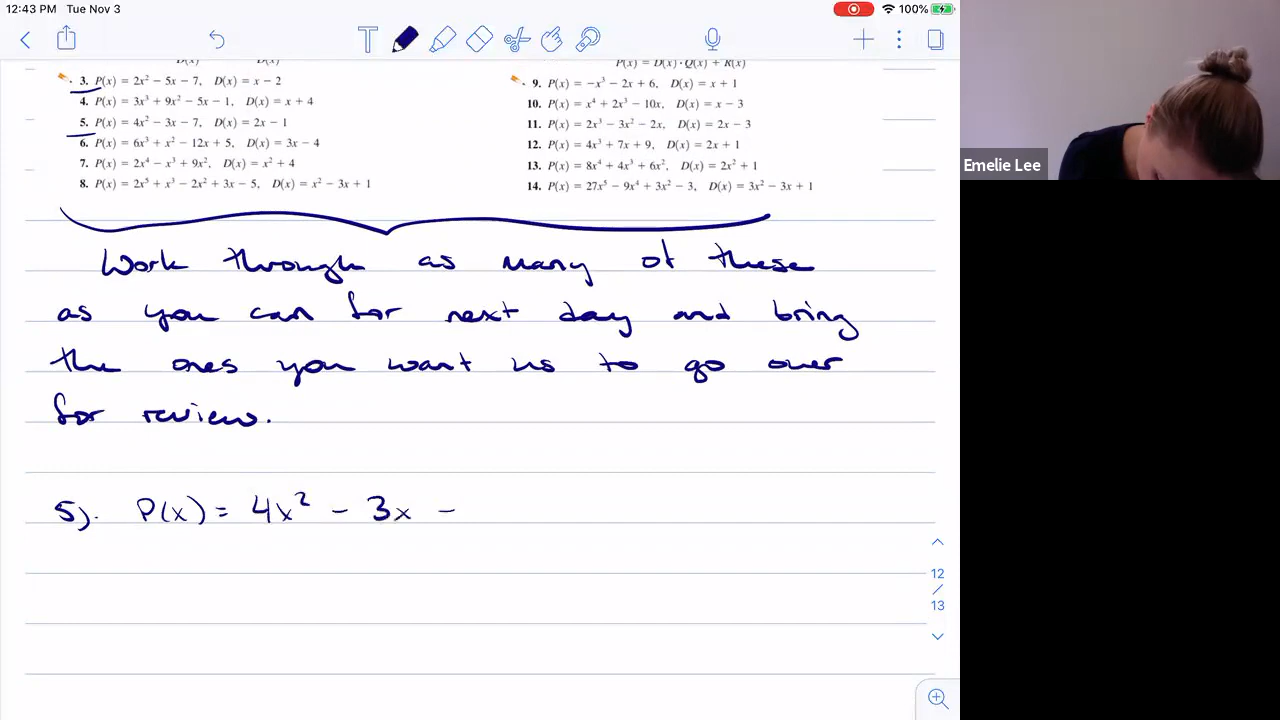 12:43 PM Tue Nov 3
100%
D(x) D(x)
3. P(x) = 2x² − 5x − 7, D(x) = x − 2
4. P(x) = 3x³ + 9x² − 5x − 1, D(x) = x + 4
5. P(x) = 4x² − 3x − 7, D(x) = 2x − 1
6. P(x) = 6x³ + x² − 12x + 5, D(x) = 3x − 4
7. P(x) = 2x⁴ − x³ + 9x², D(x) = x² + 4
8. P(x) = 2x⁵ + x³ − 2x² + 3x − 5, D(x) = x² − 3x + 1
P(x) = D(x) · Q(x) + R(x)
9. P(x) = −x³ − 2x + 6, D(x) = x + 1
10. P(x) = x⁴ + 2x³ − 10x, D(x) = x − 3
11. P(x) = 2x³ − 3x² − 2x, D(x) = 2x − 3
12. P(x) = 4x³ + 7x + 9, D(x) = 2x + 1
13. P(x) = 8x⁴ + 4x³ + 6x², D(x) = 2x² + 1
14. P(x) = 27x⁵ − 9x⁴ + 3x² − 3, D(x) = 3x² − 3x + 1
Work through as many of these
as you can for next day and bring
the ones you want us to go over
for review.
5). P(x) = 4x² − 3x −
12
/
13
Emelie Lee